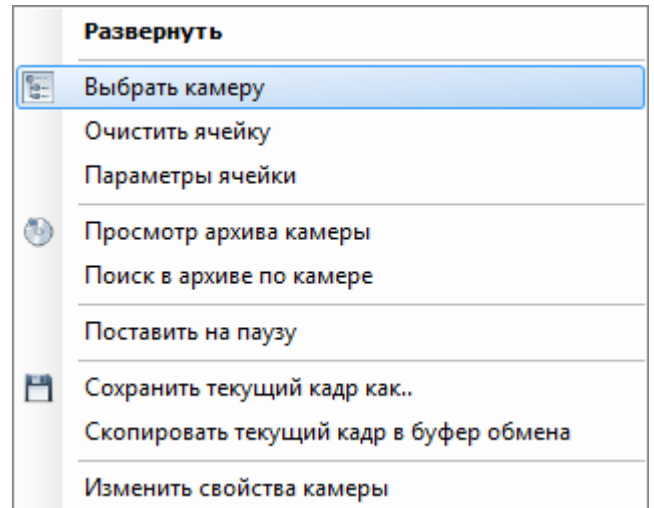 Развернуть
Выбрать камеру
Очистить ячейку
Параметры ячейки
Просмотр архива камеры
Поиск в архиве по камере
Поставить на паузу
Сохранить текущий кадр как..
Скопировать текущий кадр в буфер обмена
Изменить свойства камеры